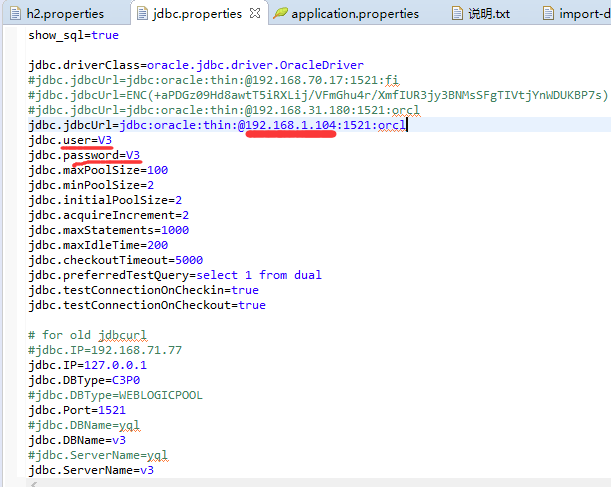 h2.properties
jdbc.properties
application.properties
说明.txt
import-d
show_sql=true
jdbc.driverClass=oracle.jdbc.driver.OracleDriver
#jdbc.jdbcUrl=jdbc:oracle:thin:@192.168.70.17:1521:fi
#jdbc.jdbcUrl=ENC(+aPDGz09Hd8awtT5iRXLij/VFmGhu4r/XmfIUR3jy3BNMsSFgTIVtjYnWDUKBP7s)
#jdbc.jdbcUrl=jdbc:oracle:thin:@192.168.31.180:1521:orcl
jdbc.jdbcUrl=jdbc:oracle:thin:@192.168.1.104:1521:orcl
jdbc.user=V3
jdbc.password=V3
jdbc.maxPoolSize=100
jdbc.minPoolSize=2
jdbc.initialPoolSize=2
jdbc.acquireIncrement=2
jdbc.maxStatements=1000
jdbc.maxIdleTime=200
jdbc.checkoutTimeout=5000
jdbc.preferredTestQuery=select 1 from dual
jdbc.testConnectionOnCheckin=true
jdbc.testConnectionOnCheckout=true
# for old jdbcurl
#jdbc.IP=192.168.71.77
jdbc.IP=127.0.0.1
jdbc.DBType=C3P0
#jdbc.DBType=WEBLOGICPOOL
jdbc.Port=1521
#jdbc.DBName=yql
jdbc.DBName=v3
#jdbc.ServerName=yql
jdbc.ServerName=v3